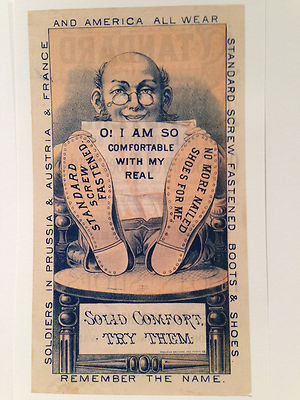 AND AMERICA ALL WEAR
STANDARD SCREW FASTENED BOOTS & SHOES
SOLDIERS IN PRUSSIA & AUSTRIA & FRANCE
O! I AM SO
COMFORTABLE
WITH MY
REAL
STANDARD
SCREW
FASTENED
NO MORE NAILED
SHOES FOR ME
SOLID COMFORT.
TRY THEM
REMEMBER THE NAME.